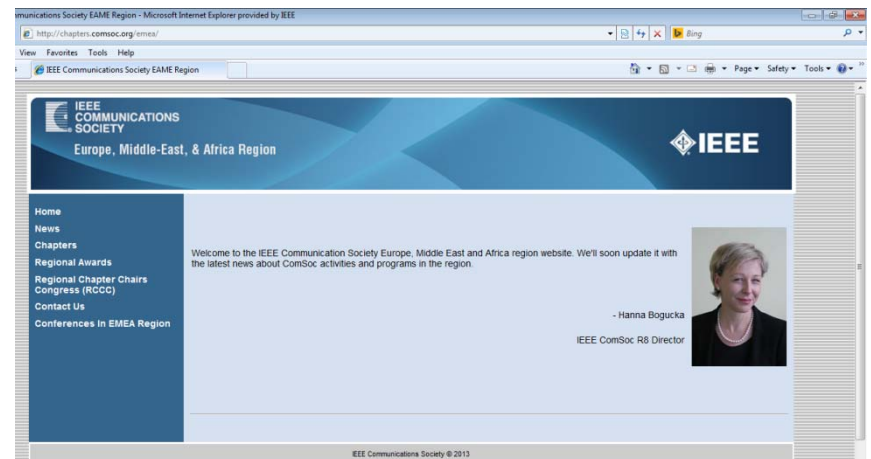 mmunications Society EAME Region - Microsoft Internet Explorer provided by IEEE
http://chapters.comsoc.org/emea/
Bing
View Favorites Tools Help
IEEE Communications Society EAME Region
Page Safety Tools
IEEE
COMMUNICATIONS
SOCIETY
Europe, Middle-East, & Africa Region
IEEE
Home
News
Chapters
Regional Awards
Regional Chapter Chairs
Congress (RCCC)
Contact Us
Conferences In EMEA Region
Welcome to the IEEE Communication Society Europe, Middle East and Africa region website. We'll soon update it with
the latest news about ComSoc activities and programs in the region.
- Hanna Bogucka
IEEE ComSoc R8 Director
IEEE Communications Society © 2013